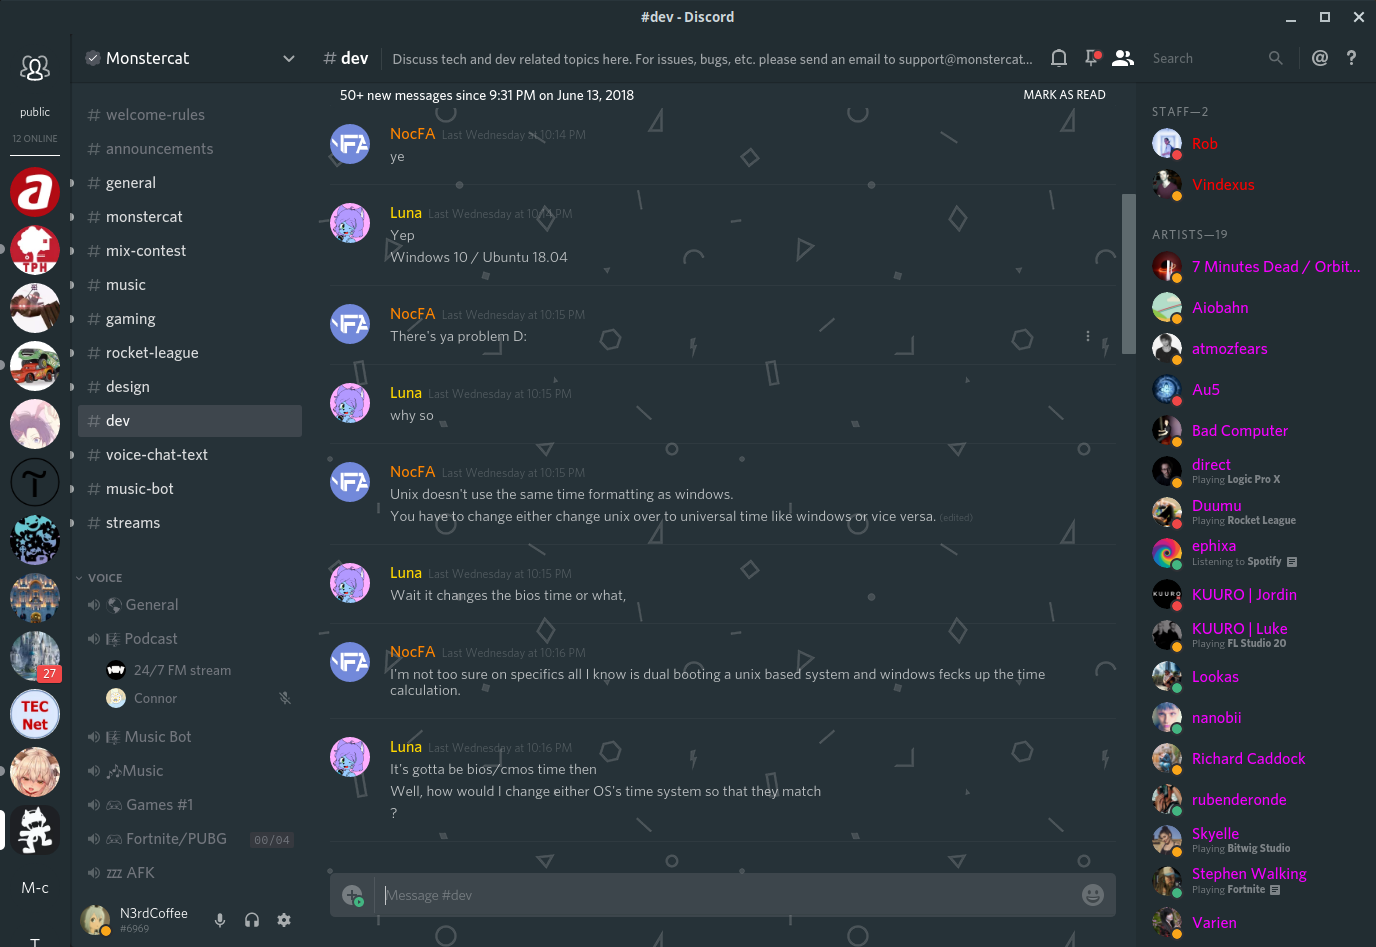 #dev - Discord
public
12 ONLINE
TPH
27
TEC
Net
M-c
T
Monstercat
# welcome-rules
# announcements
# general
# monstercat
# mix-contest
# music
# gaming
# rocket-league
# design
# dev
# voice-chat-text
# music-bot
# streams
VOICE
General
Podcast
24/7 FM stream
Connor
Music Bot
Music
Games #1
Fortnite/PUBG 00/04
zzz AFK
N3rdCoffee
#6969
# dev Discuss tech and dev related topics here. For issues, bugs, etc. please send an email to support@monstercat...
Search
@ ?
50+ new messages since 9:31 PM on June 13, 2018 MARK AS READ
NocFA Last Wednesday at 10:14 PM
ye
Luna Last Wednesday at 10:14 PM
Yep
Windows 10 / Ubuntu 18.04
NocFA Last Wednesday at 10:15 PM
There's ya problem D:
Luna Last Wednesday at 10:15 PM
why so
NocFA Last Wednesday at 10:15 PM
Unix doesn't use the same time formatting as windows.
You have to change either change unix over to universal time like windows or vice versa. (edited)
Luna Last Wednesday at 10:15 PM
Wait it changes the bios time or what,
NocFA Last Wednesday at 10:16 PM
I'm not too sure on specifics all I know is dual booting a unix based system and windows fecks up the time
calculation.
Luna Last Wednesday at 10:16 PM
It's gotta be bios/cmos time then
Well, how would I change either OS's time system so that they match
?
Message #dev
STAFF—2
Rob
Vindexus
ARTISTS—19
7 Minutes Dead / Orbit...
Aiobahn
atmozfears
Au5
Bad Computer
direct
Playing Logic Pro X
Duumu
Playing Rocket League
ephixa
Listening to Spotify
KUURO
KUURO | Jordin
KUURO | Luke
Playing FL Studio 20
Lookas
nanobii
Richard Caddock
rubenderonde
Skyelle
Playing Bitwig Studio
Stephen Walking
Playing Fortnite
Varien